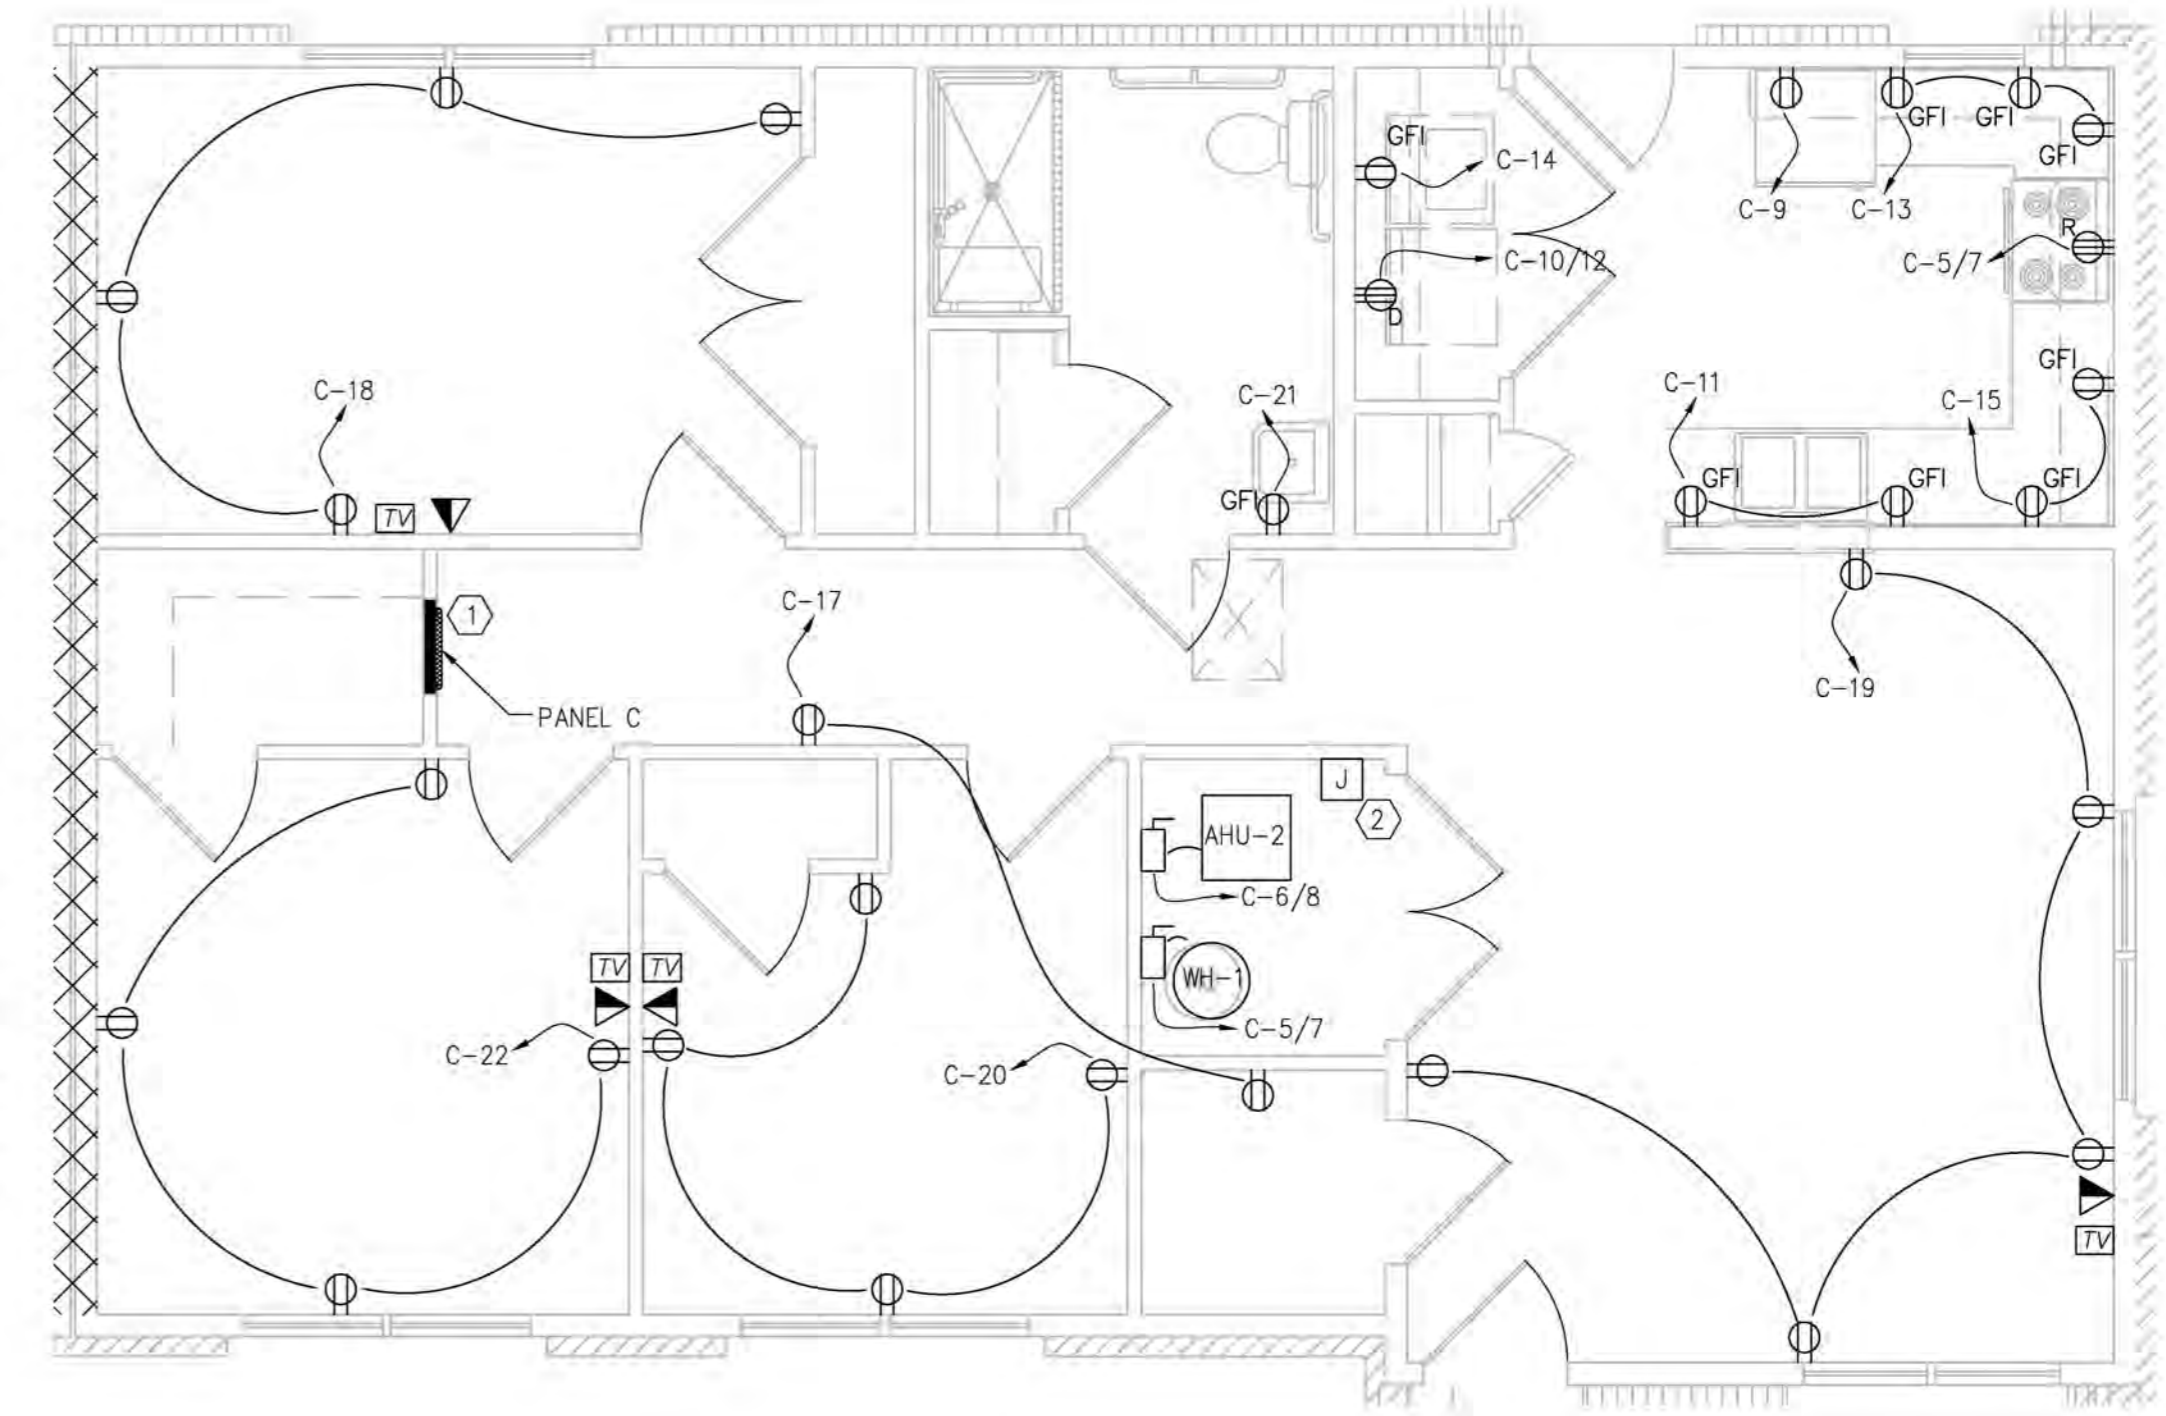 GFI
GFI
GFI
C-14
GFI
C-9
C-13
R
C-10/12
C-5/7
D
GFI
C-18
C-21
C-11
C-15
GFI
GFI
GFI
GFI
TV
C-17
1
C-19
PANEL C
J
2
AHU-2
C-6/8
TV
TV
WH-1
C-5/7
C-22
C-20
TV